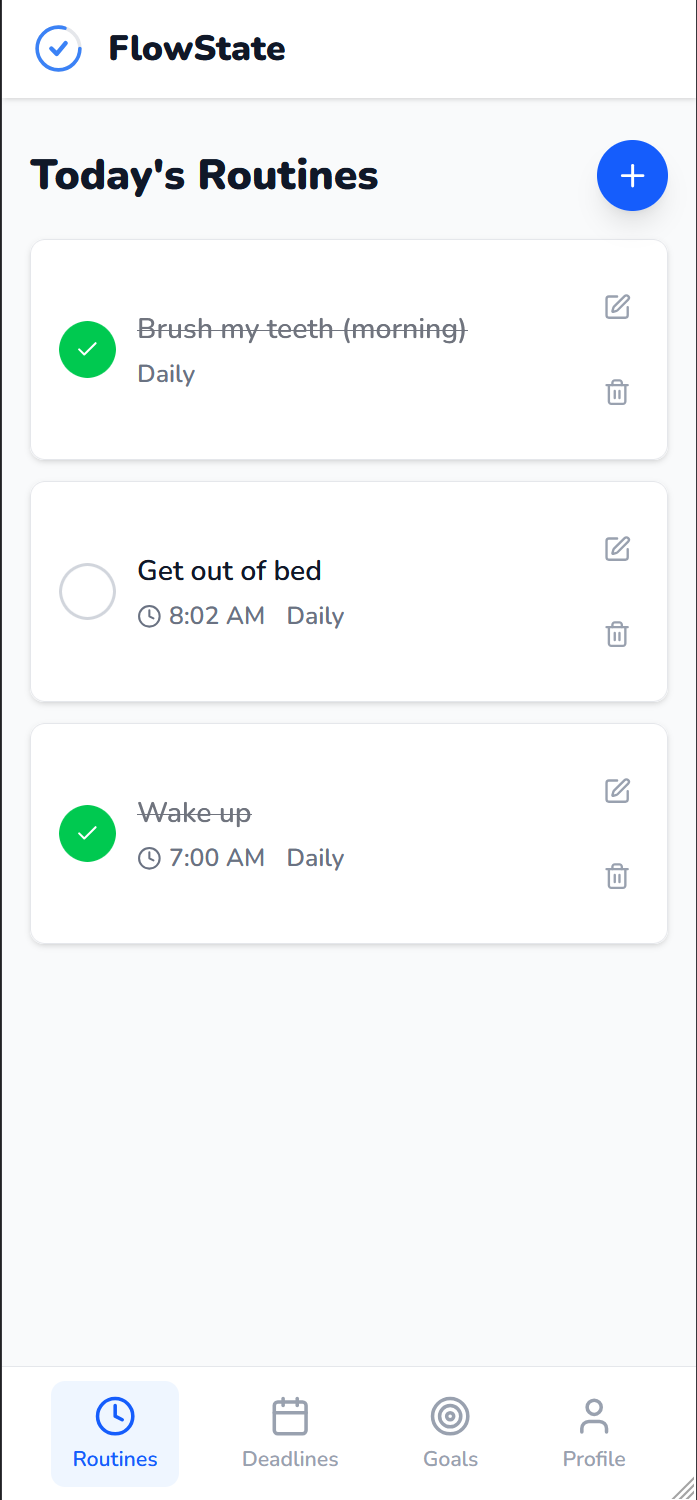 FlowState
Today's Routines
Brush my teeth (morning)
Daily
Get out of bed
8:02 AM Daily
Wake up
7:00 AM Daily
Routines Deadlines Goals Profile